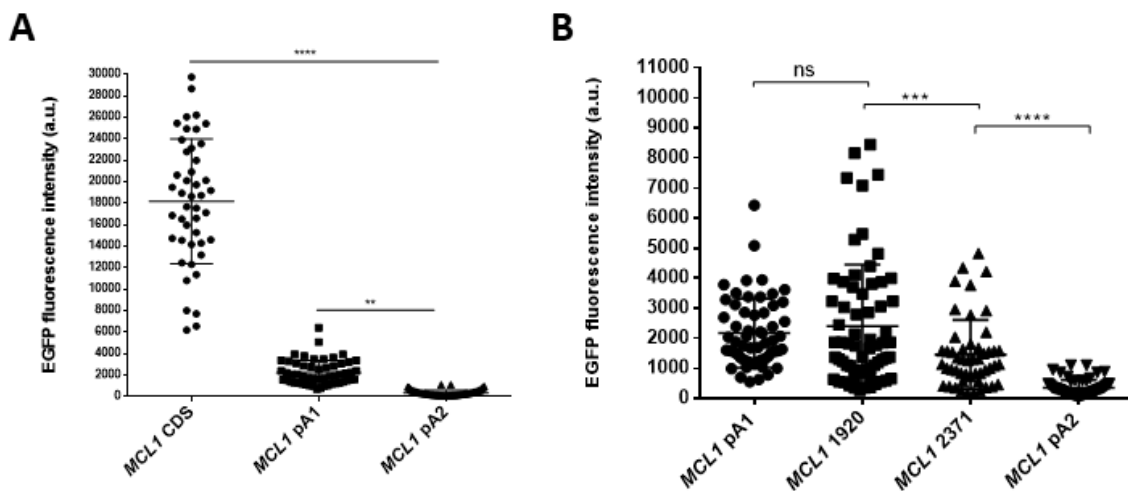 A
****
EGFP fluorescence intensity (a.u.)
30000
28000
26000
24000
22000
20000
18000
16000
14000
12000
10000
8000
6000
4000
2000
0
**
MCL1 CDS
MCL1 pA1
MCL1 pA2
B
ns
***
****
EGFP fluorescence intensity (a.u.)
11000
10000
9000
8000
7000
6000
5000
4000
3000
2000
1000
0
MCL1 pA1
MCL1 1920
MCL1 2371
MCL1 pA2